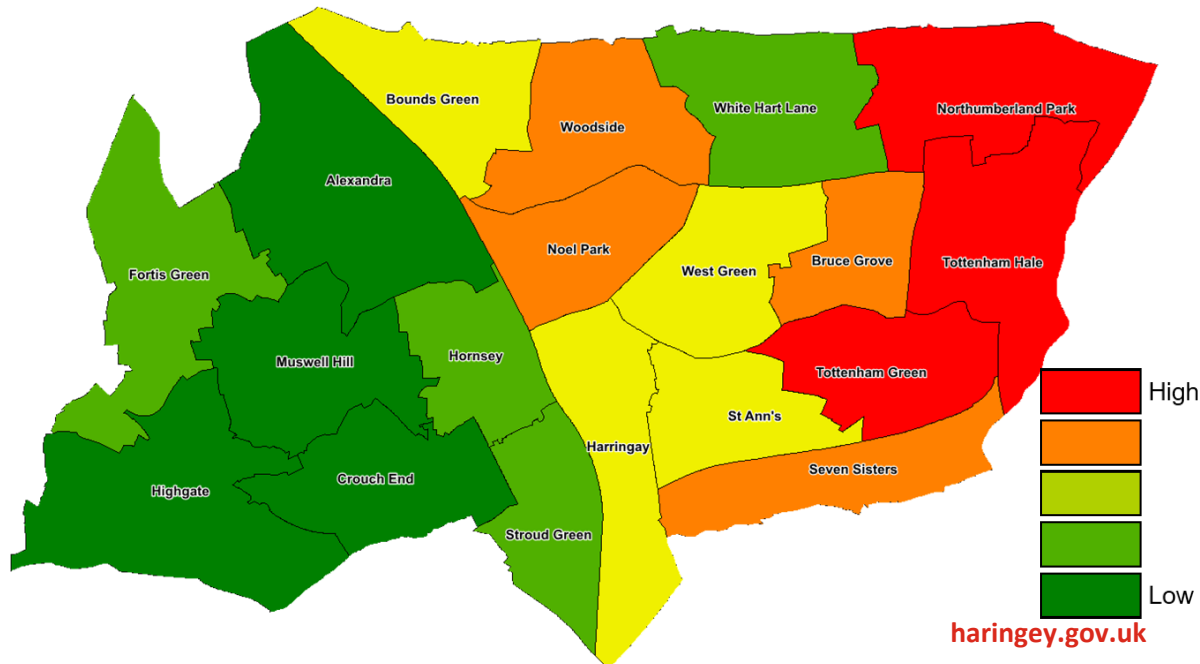 Bounds Green
Woodside
White Hart Lane
Northumberland Park
Alexandra
Noel Park
West Green
Bruce Grove
Tottenham Hale
Fortis Green
Muswell Hill
Hornsey
Tottenham Green
St Ann's
Harringay
Seven Sisters
Highgate
Crouch End
Stroud Green
High
Low
haringey.gov.uk